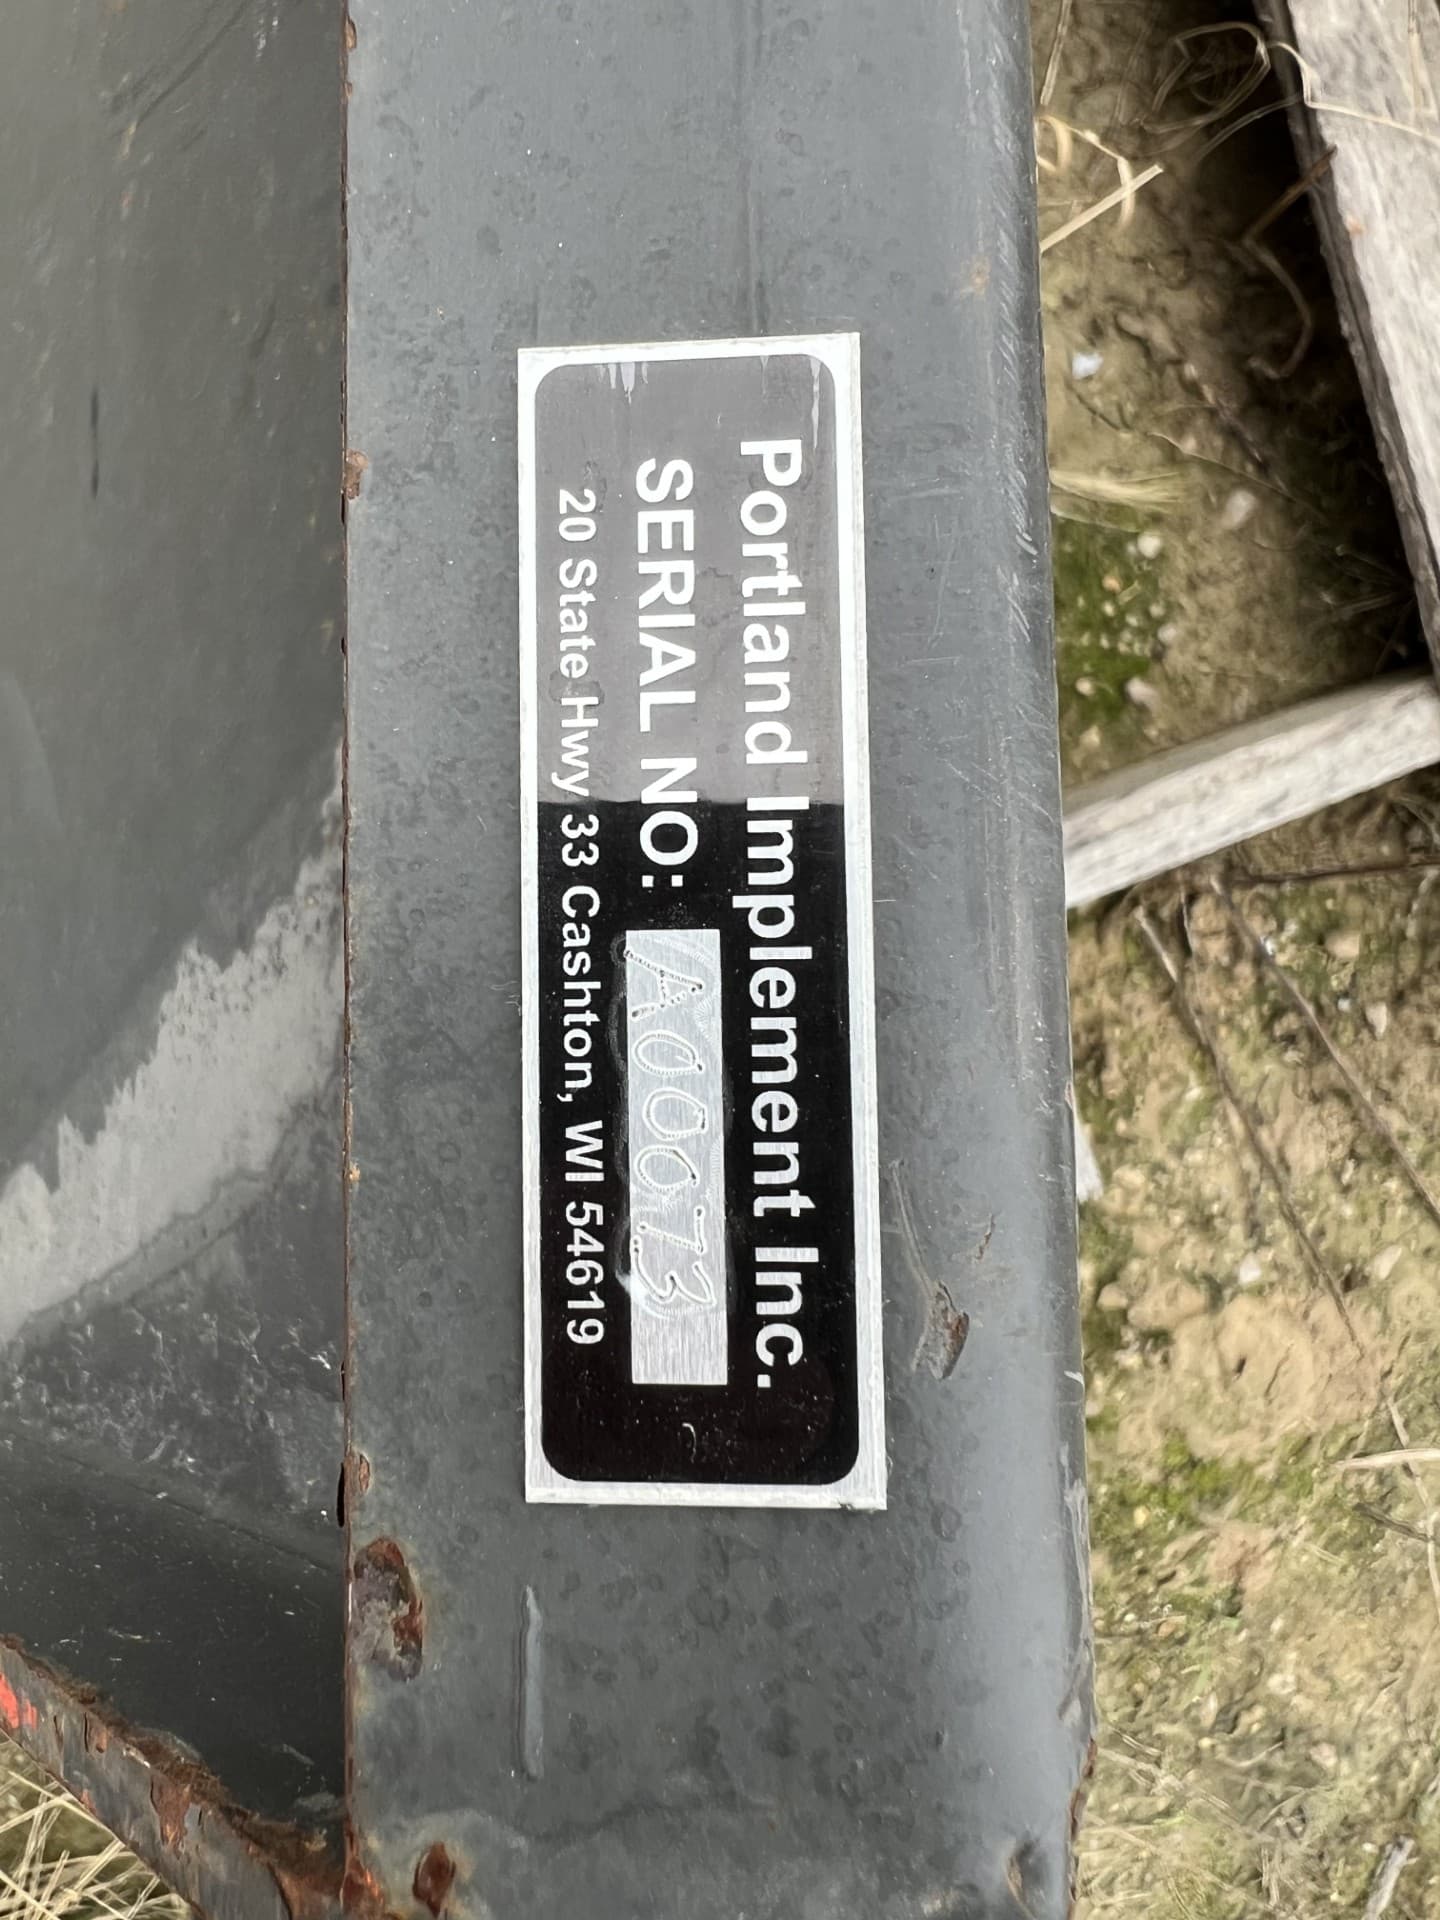 Portland Implement Inc.
SERIAL NO: A00073
20 State Hwy 33 Cashton, WI 54619